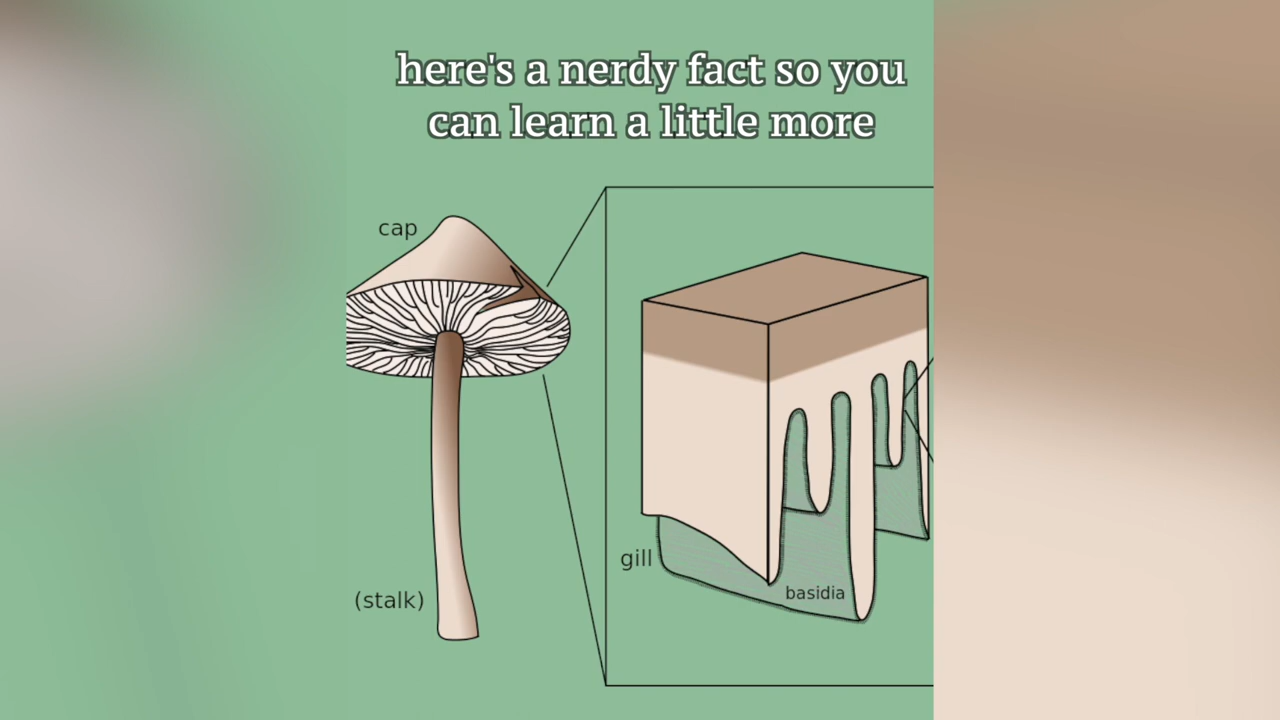 here's a nerdy fact so you
can learn a little more
cap
gill
basidia
(stalk)